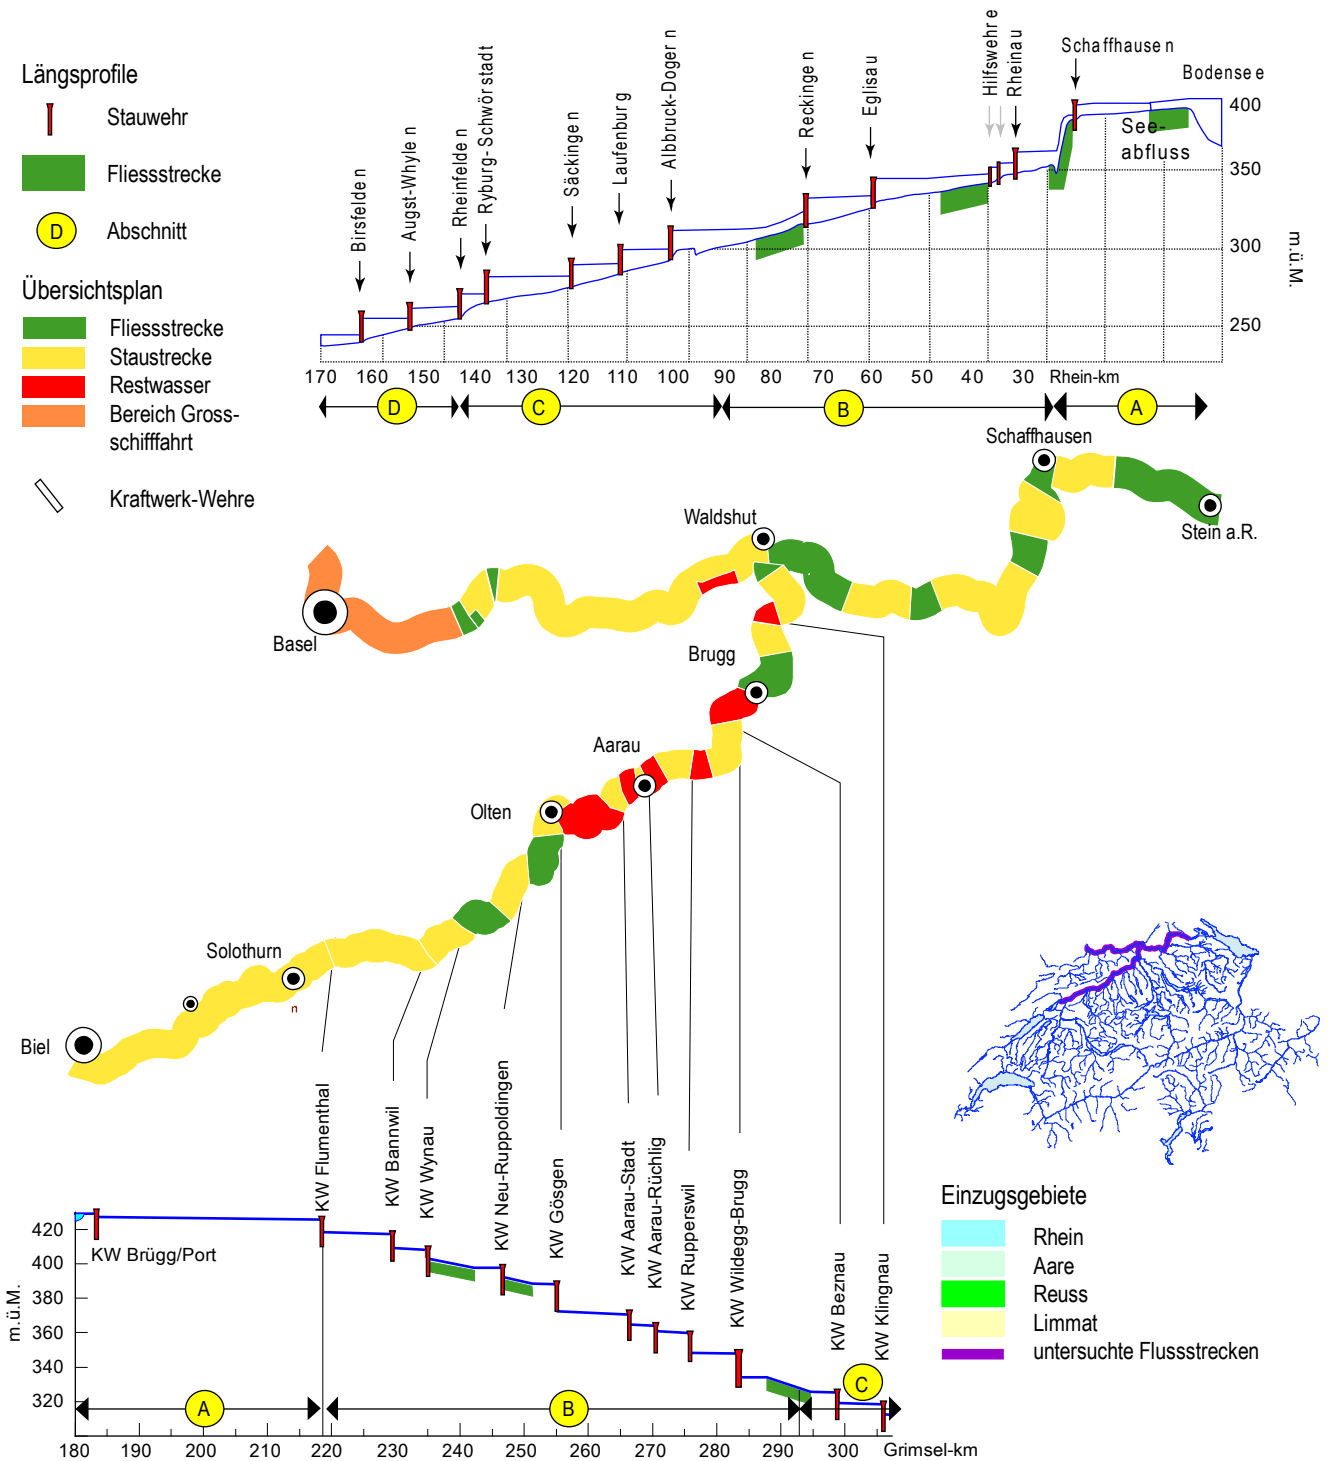 Längsprofile
Stauwehr
Fliessstrecke
D
Abschnitt
Übersichtsplan
Fliessstrecke
Staustrecke
Restwasser
Bereich Gross-
schifffahrt
Kraftwerk-Wehre
Birsfelden
Augst-Whylen
Rheinfelden
Ryburg-Schwörstadt
Säckingen
Laufenburg
Albbruck-Dogern
Reckingen
Eglisau
Hilfswehre
Rheinau
Schaffhausen
Bodensee
See-
abfluss
400
350
300
250
m.ü.M.
170 160 150 140 130 120 110 100 90 80 70 60 50 40 30 Rhein-km
D C B A
Schaffhausen
Stein a.R.
Waldshut
Basel
Brugg
Aarau
Olten
Solothurn
n
Biel
KW Flumenthal
KW Bannwil
KW Wynau
KW Neu-Ruppoldingen
KW Gösgen
KW Aarau-Stadt
KW Aarau-Rüchlig
KW Rupperswil
KW Wildegg-Brugg
KW Beznau
KW Klingnau
KW Brügg/Port
420
400
380
360
340
320
m.ü.M.
A B C
180 190 200 210 220 230 240 250 260 270 280 290 300 Grimsel-km
Einzugsgebiete
Rhein
Aare
Reuss
Limmat
untersuchte Flussstrecken